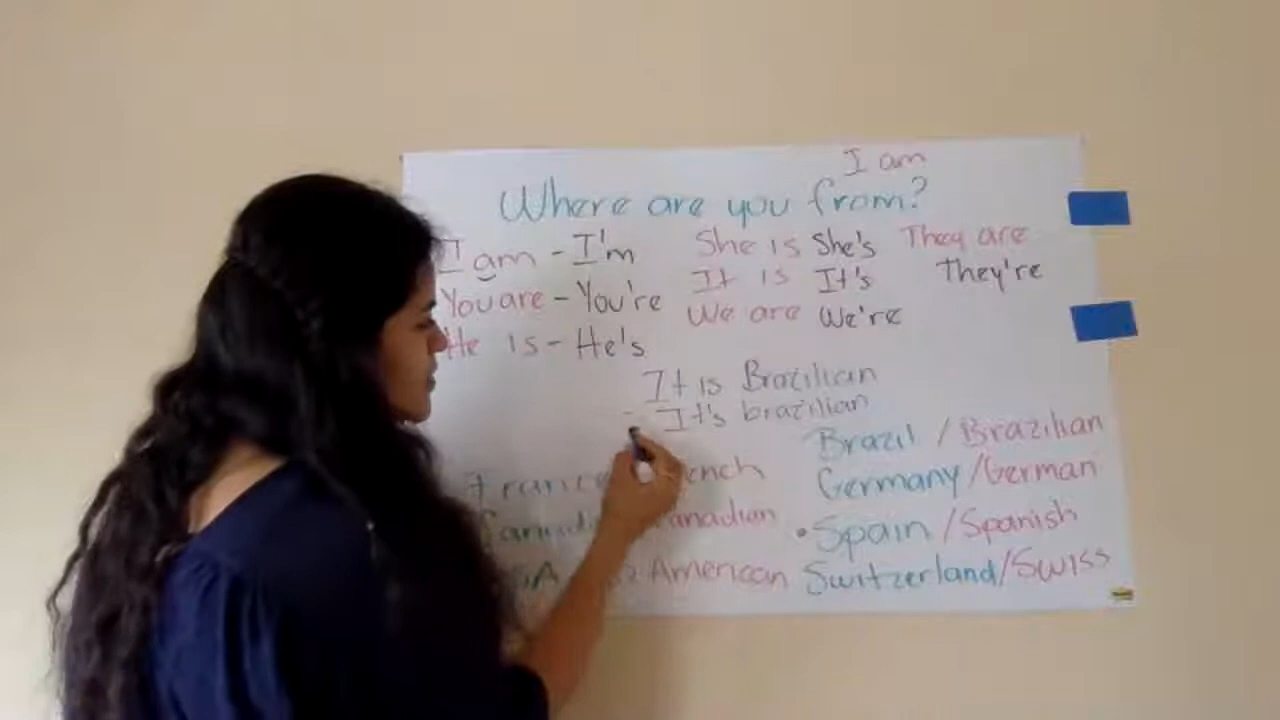 I am
Where are you from?
I am - I'm She is She's They are
You are - You're It is It's They're
He is - He's We are We're
It is Brazilian
It's brazilian
Brazil / Brazilian
Germany / German
Canadian • Spain / Spanish
American Switzerland / Swiss